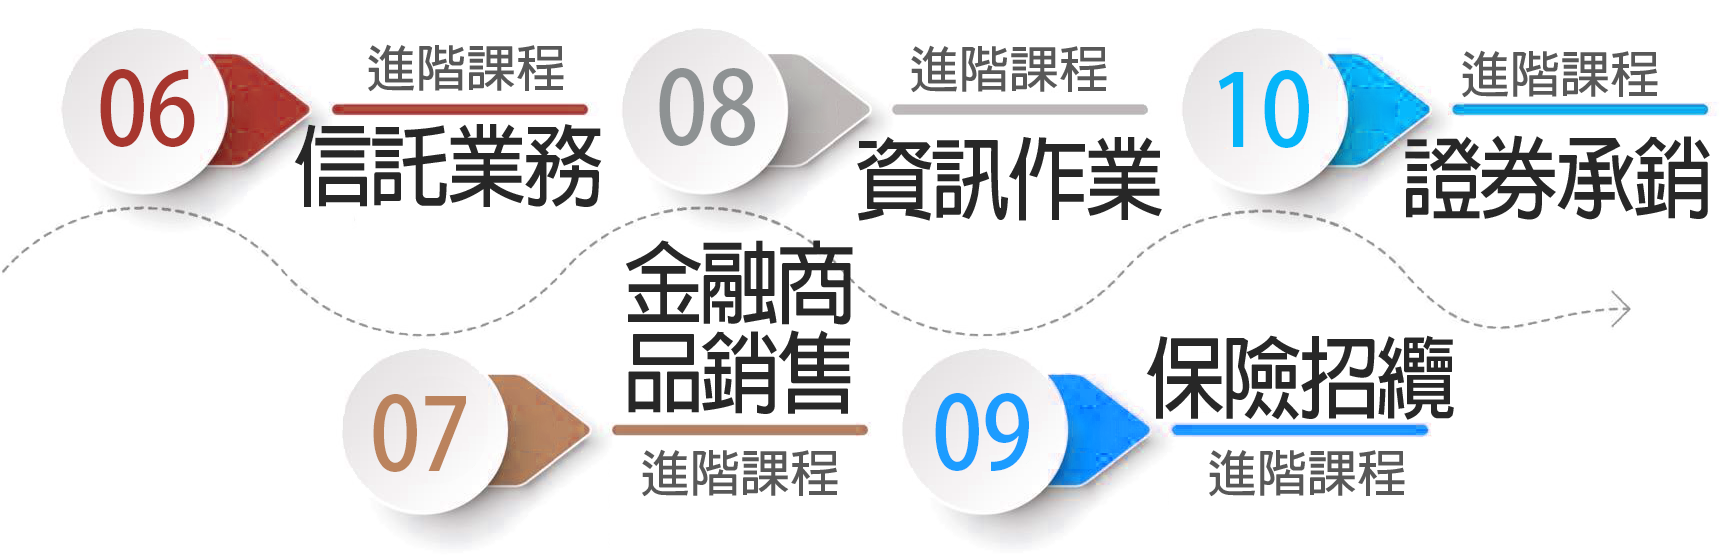 06
進階課程
信託業務
07
金融商
品銷售
進階課程
08
進階課程
資訊作業
09
保險招纜
進階課程
10
進階課程
證券承銷